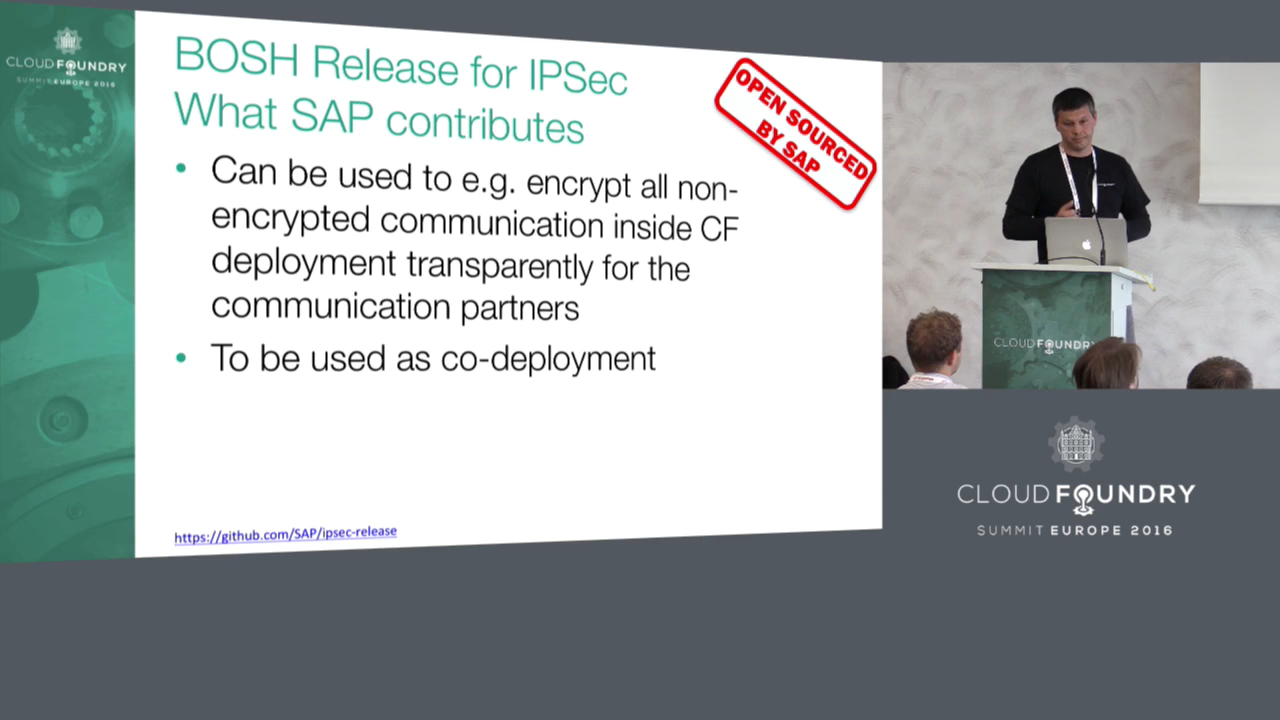 CLOUD FOUNDRY
SUMMIT EUROPE 2016
BOSH Release for IPSec
What SAP contributes
OPEN SOURCED
BY SAP
• Can be used to e.g. encrypt all non-
encrypted communication inside CF
deployment transparently for the
communication partners
• To be used as co-deployment
https://github.com/SAP/ipsec-release
CLOUD FOUNDRY
CLOUD FOUNDRY
SUMMIT EUROPE 2016